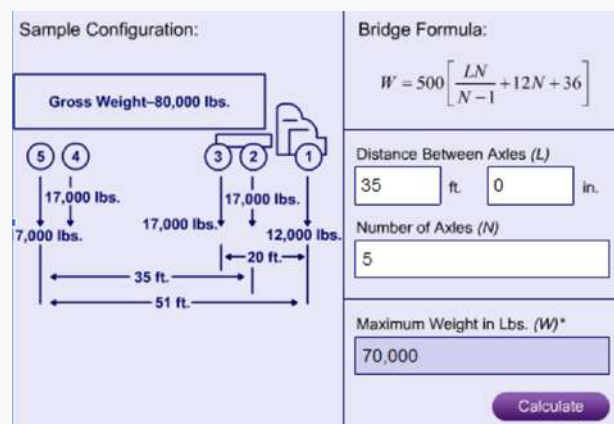 Sample Configuration:
Gross Weight–80,000 lbs.
5 4 3 2 1
17,000 lbs. 17,000 lbs.
7,000 lbs. 17,000 lbs. 12,000 lbs.
20 ft.
35 ft.
51 ft.
Bridge Formula:
W = 500[LN/N−1 + 12N + 36]
Distance Between Axles (L)
35 ft. 0 in.
Number of Axles (N)
5
Maximum Weight in Lbs. (W)*
70,000
Calculate